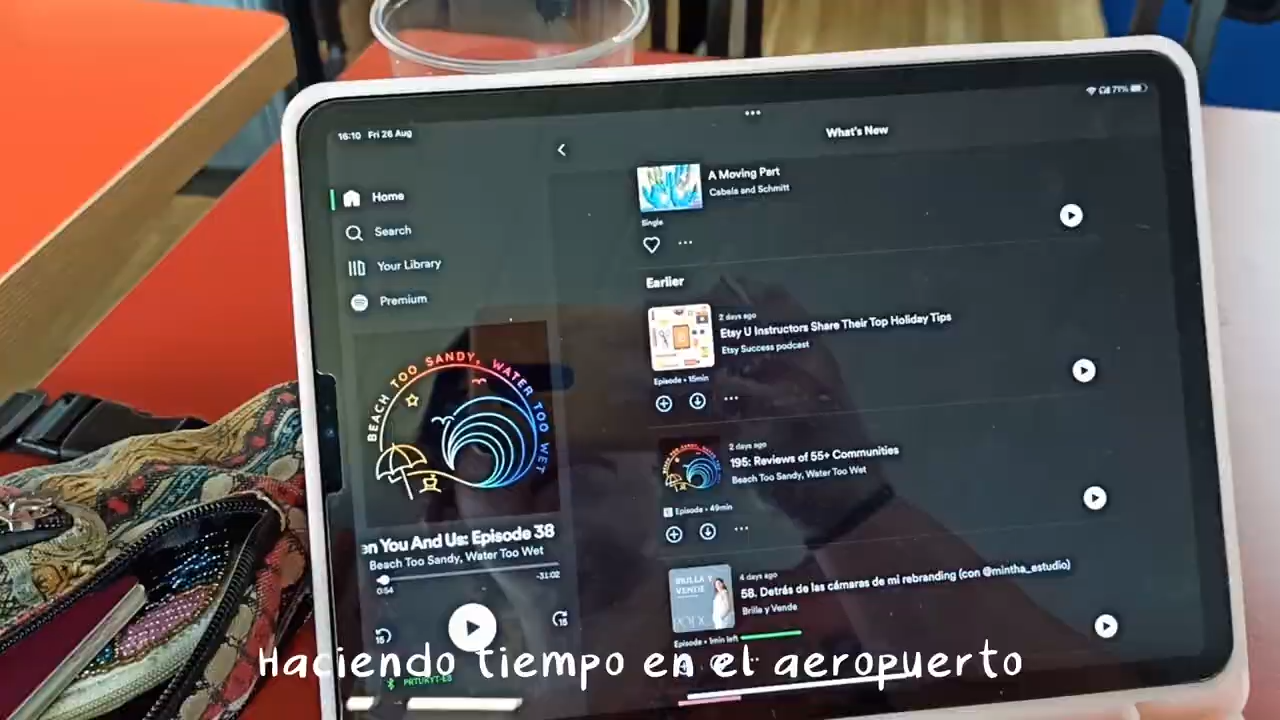 16:10 Fri 26 Aug
71%
What's New
Home
Search
Your Library
Premium
BEACH TOO SANDY, WATER TOO WET
en You And Us: Episode 38
Beach Too Sandy, Water Too Wet
0:54
-31:02
15
15
A Moving Part
Cabela and Schmitt
Single
Earlier
2 days ago
Etsy U Instructors Share Their Top Holiday Tips
Etsy Success podcast
Episode • 15min
2 days ago
195: Reviews of 55+ Communities
Beach Too Sandy, Water Too Wet
E Episode • 49min
4 days ago
58. Detrás de las cámaras de mi rebranding (con @mintha_estudio)
Brilla y Vende
BRILLA Y
VENDE
Episode • 1min left
Haciendo tiempo en el aeropuerto